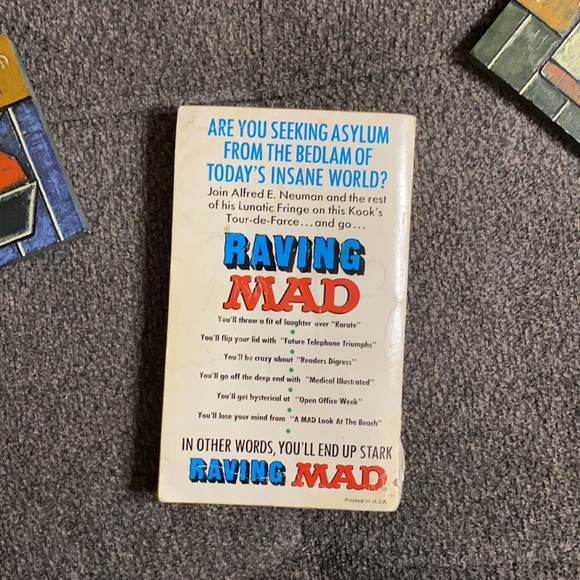 ARE YOU SEEKING ASYLUM
FROM THE BEDLAM OF
TODAY'S INSANE WORLD?
Join Alfred E. Neuman and the rest
of his Lunatic Fringe on this Kook's
Tour-de-Farce...and go...
RAVING
MAD
You'll throw a fit of laughter over "Karate"
You'll flip your lid with "Future Telephone Triumphs"
You'll be crazy about "Readers Digress"
You'll go off the deep end with "Medical Illustrated"
You'll get hysterical at "Open Office Week"
You'll lose your mind from "A MAD Look At The Beach"
IN OTHER WORDS, YOU'LL END UP STARK
RAVING MAD
Printed in U.S.A.